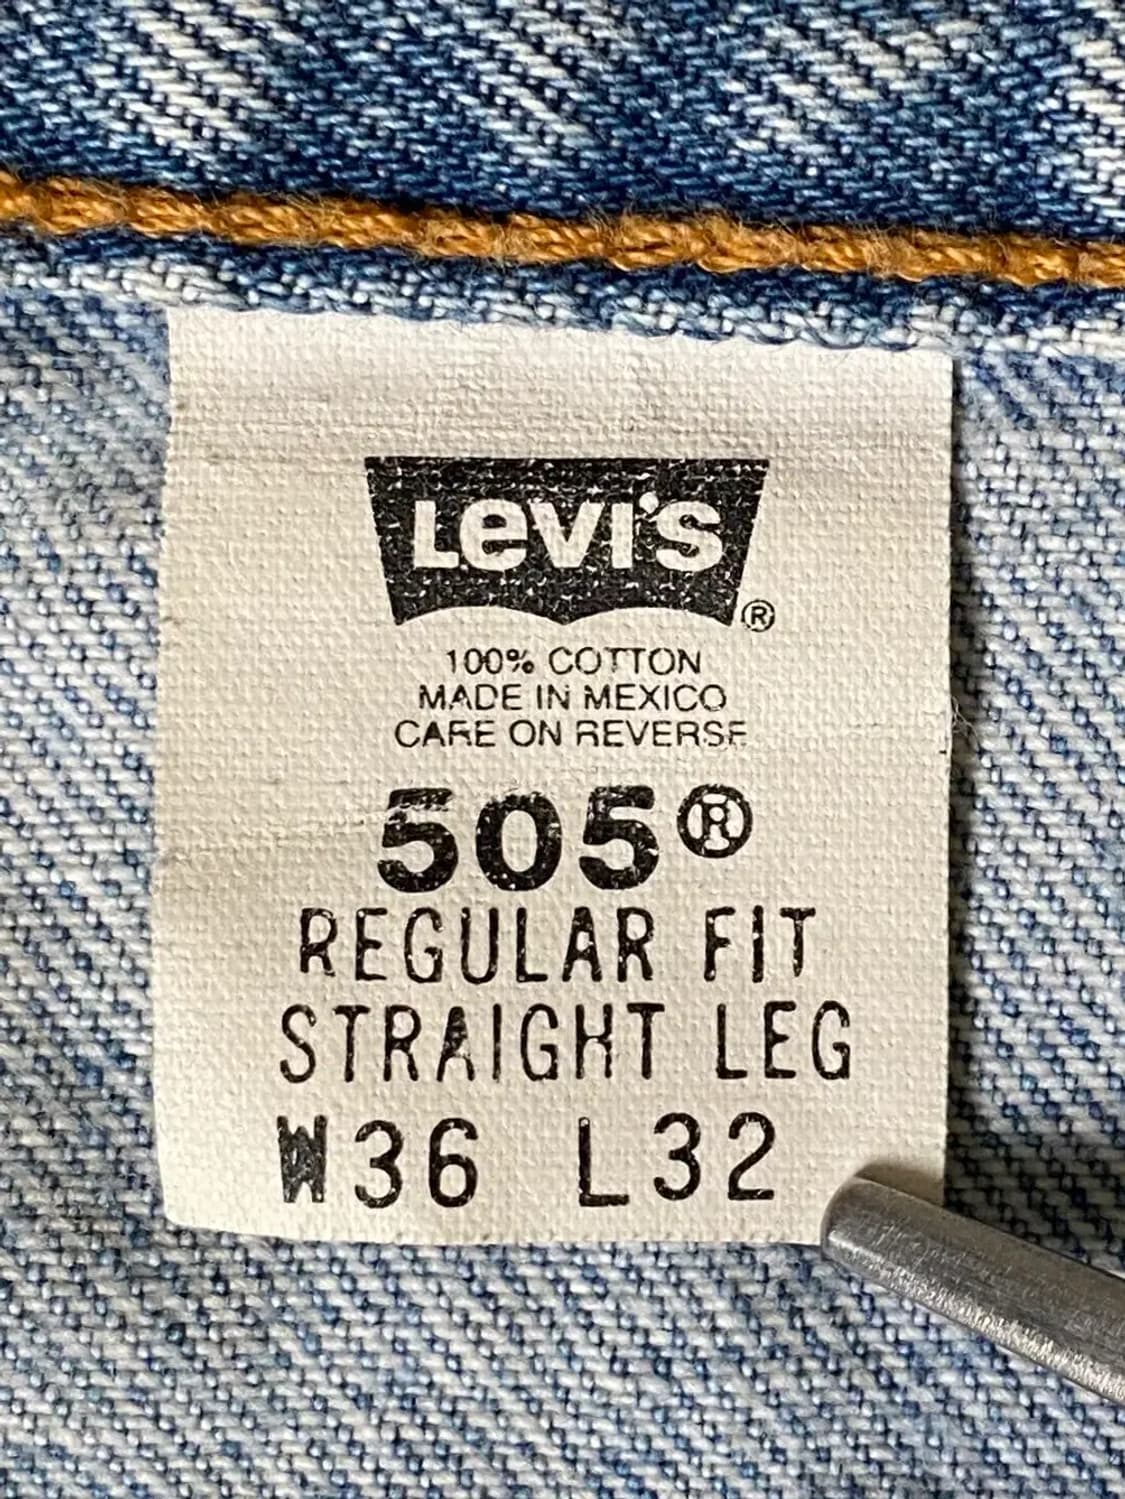 Levi's ®
100% COTTON
MADE IN MEXICO
CARE ON REVERSE
505®
REGULAR FIT
STRAIGHT LEG
W36 L32